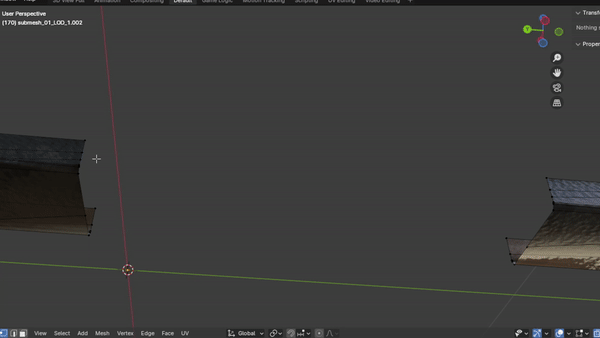 3D View Full Animation Compositing Default Game Logic Motion Tracking Scripting UV Editing Video Editing +
User Perspective
(170) submesh_01_LOD_1.002
Transfo
Nothing s
Proper
Y
View Select Add Mesh Vertex Edge Face UV
Global